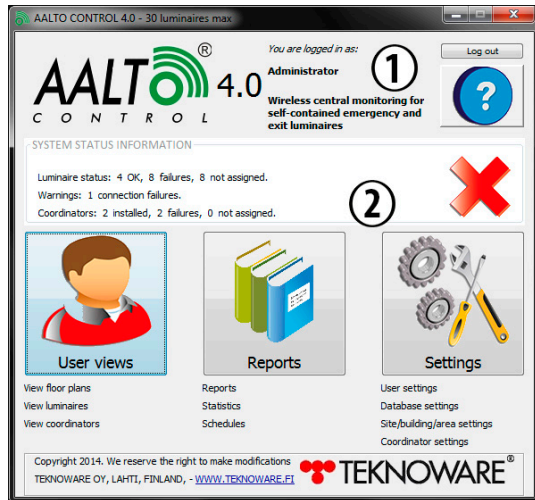 AALTO CONTROL 4.0 - 30 luminaires max
AALTO® 4.0
CONTROL
You are logged in as:
Administrator
1
Log out
Wireless central monitoring for
self-contained emergency and
exit luminaires
?
SYSTEM STATUS INFORMATION
Luminaire status: 4 OK, 8 failures, 8 not assigned.
Warnings: 1 connection failures.
Coordinators: 2 installed, 2 failures, 0 not assigned.
2
User views
Reports
Settings
View floor plans
Reports
User settings
View luminaires
Statistics
Database settings
View coordinators
Schedules
Site/building/area settings
Coordinator settings
Copyright 2014. We reserve the right to make modifications
TEKNOWARE OY, LAHTI, FINLAND, - WWW.TEKNOWARE.FI
TEKNOWARE®